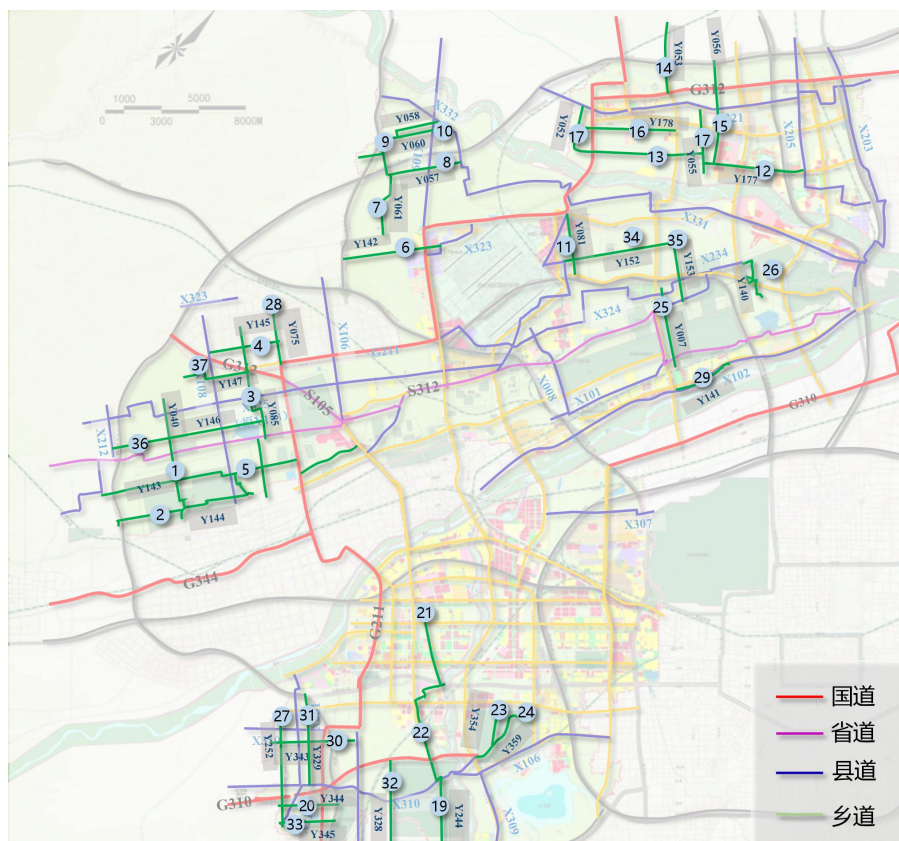 1000 5000
0 3000 8000M
Y053
Y056
14
G312
Y058
X332
9
10
Y060
Y052
17
16
Y178
13
17
15
X205
X203
Y055
12
Y177
8
Y057
7
Y061
Y142
6
X323
11
Y081
34
35
Y152
Y153
X331
X234
26
Y140
X323
28
Y145
Y075
X106
4
G211
37
Y147
25
X324
Y007
29
X102
Y141
X008
X101
S312
S105
3
Y085
Y040
Y146
36
X212
1
5
Y143
2
Y144
G310
X307
G344
G211
21
27
31
Y252
30
Y343
Y329
22
23
24
Y354
Y359
X106
32
19
X310
G310
20
Y344
33
Y345
Y328
Y244
X309
国道
省道
县道
乡道